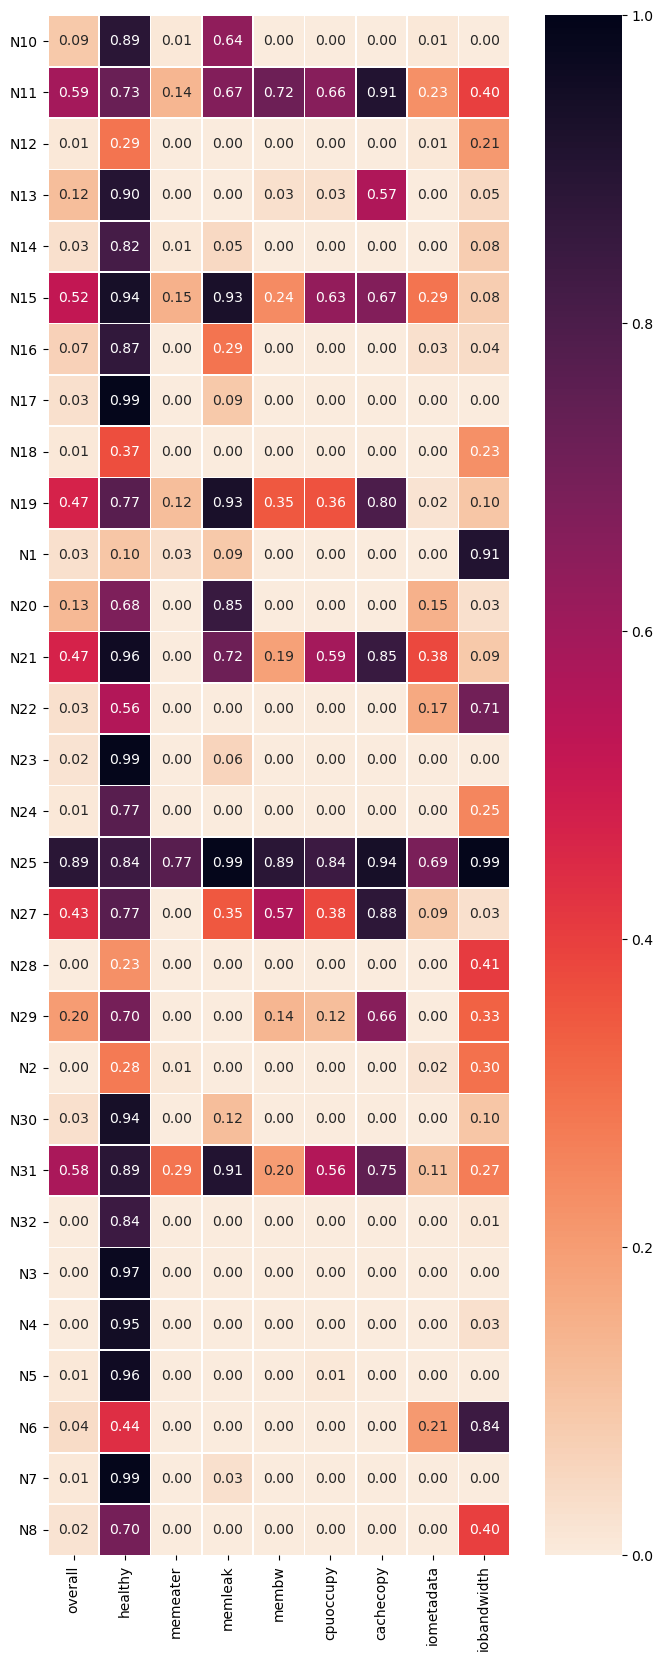 N10 0.09 0.89 0.01 0.64 0.00 0.00 0.00 0.01 0.00
N11 0.59 0.73 0.14 0.67 0.72 0.66 0.91 0.23 0.40
N12 0.01 0.29 0.00 0.00 0.00 0.00 0.00 0.01 0.21
N13 0.12 0.90 0.00 0.00 0.03 0.03 0.57 0.00 0.05
N14 0.03 0.82 0.01 0.05 0.00 0.00 0.00 0.00 0.08
N15 0.52 0.94 0.15 0.93 0.24 0.63 0.67 0.29 0.08
N16 0.07 0.87 0.00 0.29 0.00 0.00 0.00 0.03 0.04
N17 0.03 0.99 0.00 0.09 0.00 0.00 0.00 0.00 0.00
N18 0.01 0.37 0.00 0.00 0.00 0.00 0.00 0.00 0.23
N19 0.47 0.77 0.12 0.93 0.35 0.36 0.80 0.02 0.10
N1 0.03 0.10 0.03 0.09 0.00 0.00 0.00 0.00 0.91
N20 0.13 0.68 0.00 0.85 0.00 0.00 0.00 0.15 0.03
N21 0.47 0.96 0.00 0.72 0.19 0.59 0.85 0.38 0.09
N22 0.03 0.56 0.00 0.00 0.00 0.00 0.00 0.17 0.71
N23 0.02 0.99 0.00 0.06 0.00 0.00 0.00 0.00 0.00
N24 0.01 0.77 0.00 0.00 0.00 0.00 0.00 0.00 0.25
N25 0.89 0.84 0.77 0.99 0.89 0.84 0.94 0.69 0.99
N27 0.43 0.77 0.00 0.35 0.57 0.38 0.88 0.09 0.03
N28 0.00 0.23 0.00 0.00 0.00 0.00 0.00 0.00 0.41
N29 0.20 0.70 0.00 0.00 0.14 0.12 0.66 0.00 0.33
N2 0.00 0.28 0.01 0.00 0.00 0.00 0.00 0.02 0.30
N30 0.03 0.94 0.00 0.12 0.00 0.00 0.00 0.00 0.10
N31 0.58 0.89 0.29 0.91 0.20 0.56 0.75 0.11 0.27
N32 0.00 0.84 0.00 0.00 0.00 0.00 0.00 0.00 0.01
N3 0.00 0.97 0.00 0.00 0.00 0.00 0.00 0.00 0.00
N4 0.00 0.95 0.00 0.00 0.00 0.00 0.00 0.00 0.03
N5 0.01 0.96 0.00 0.00 0.00 0.01 0.00 0.00 0.00
N6 0.04 0.44 0.00 0.00 0.00 0.00 0.00 0.21 0.84
N7 0.01 0.99 0.00 0.03 0.00 0.00 0.00 0.00 0.00
N8 0.02 0.70 0.00 0.00 0.00 0.00 0.00 0.00 0.40
overall
healthy
memeater
memleak
membw
cpuoccupy
cachecopy
iometadata
iobandwidth
1.0
0.8
0.6
0.4
0.2
0.0